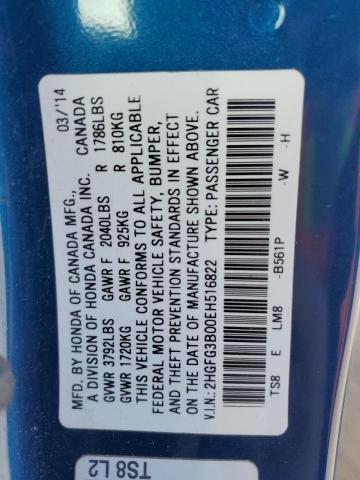 MFD. BY HONDA OF CANADA MFG., 03/'14
A DIVISION OF HONDA CANADA INC. CANADA
GVWR 3792LBS GAWR F 2040LBS R 1786LBS
GVWR 1720KG GAWR F 925KG R 810KG
THIS VEHICLE CONFORMS TO ALL APPLICABLE
FEDERAL MOTOR VEHICLE SAFETY, BUMPER,
AND THEFT PREVENTION STANDARDS IN EFFECT
ON THE DATE OF MANUFACTURE SHOWN ABOVE.
V.I.N.: 2HGFG3B00EH516822 TYPE: PASSENGER CAR
TS8 E LM8 -B561P -W -H
TS8 L2